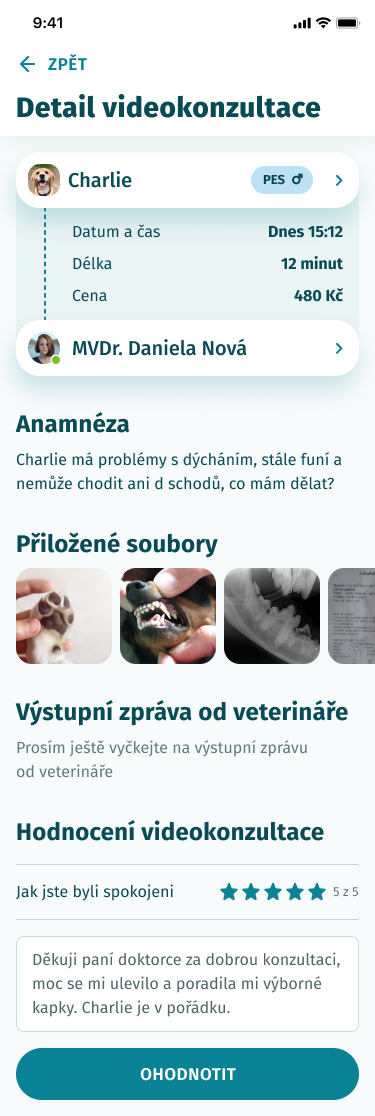 9:41
ZPĚT
Detail videokonzultace
Charlie
PES
Datum a čas
Dnes 15:12
Délka
12 minut
Cena
480 Kč
MVDr. Daniela Nová
Anamnéza
Charlie má problémy s dýcháním, stále funí a
nemůže chodit ani d schodů, co mám dělat?
Přiložené soubory
Výstupní zpráva od veterináře
Prosím ještě vyčkejte na výstupní zprávu
od veterináře
Hodnocení videokonzultace
Jak jste byli spokojeni
5 z 5
Děkuji paní doktorce za dobrou konzultaci,
moc se mi ulevilo a poradila mi výborné
kapky. Charlie je v pořádku.
OHODNOTIT